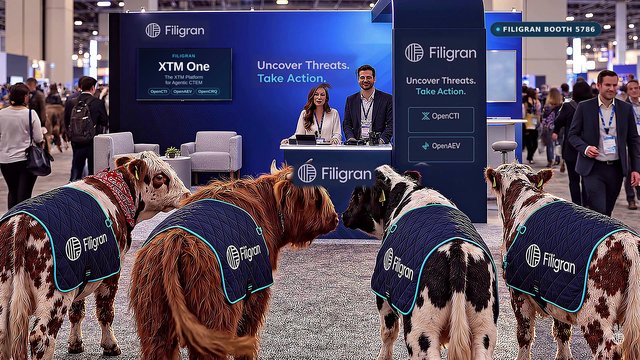 FILIGRAN BOOTH 5786
Filigran
FILIGRAN
XTM One
The XTM Platform
for Agentic CTEM
OpenCTI
OpenAEV
OpenCRQ
Uncover Threats.
Take Action.
Filigran
Uncover Threats.
Take Action.
OpenCTI
OpenAEV
Filigran
Filigran
Filigran
Filigran
Filigran